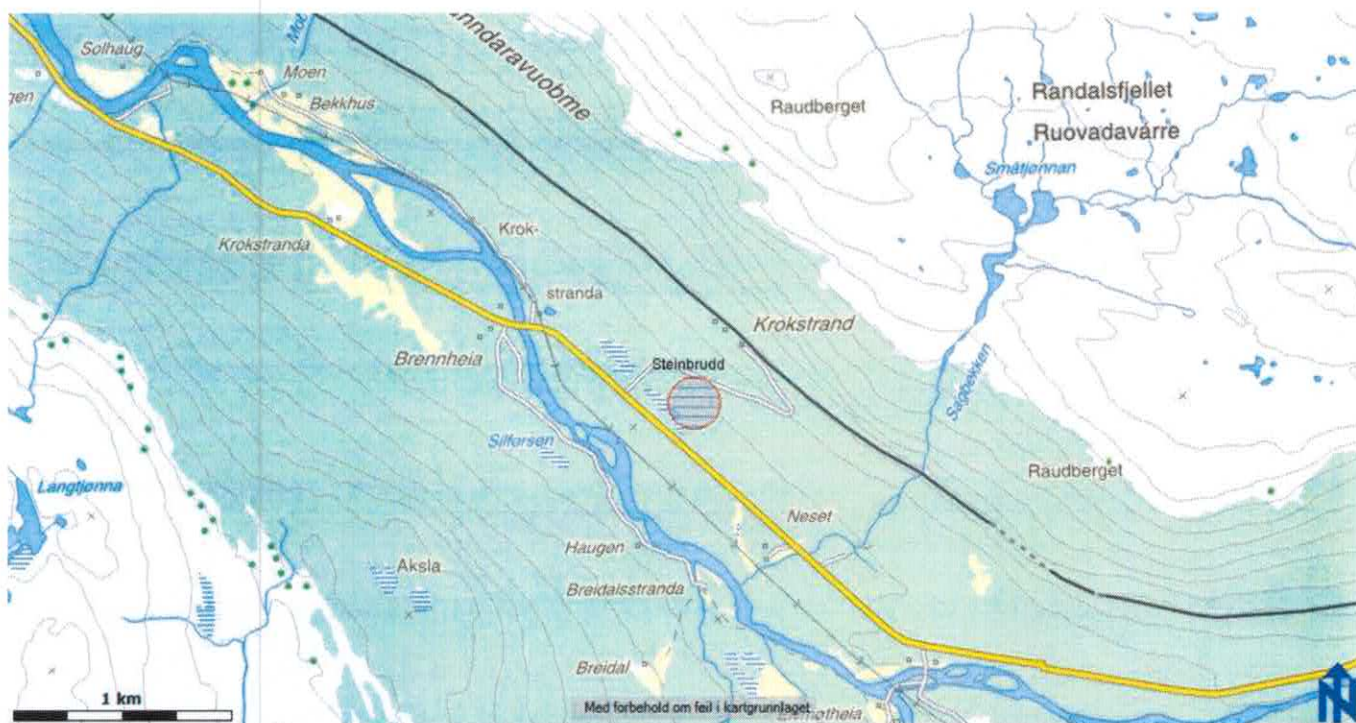 Solhaug
Moen
Bekkhus
Raudberget
Randalsfjellet
Ruovadavárre
Småtjønnan
Krokstranda
Krok-
stranda
Krokstrand
Brennheia
Steinbrudd
Sagbekken
Silforsen
Raudberget
Langtjønna
Neset
Haugen
Aksla
Breidalsstranda
Breidal
1 km
Med forbehold om feil i kartgrunnlaget
N